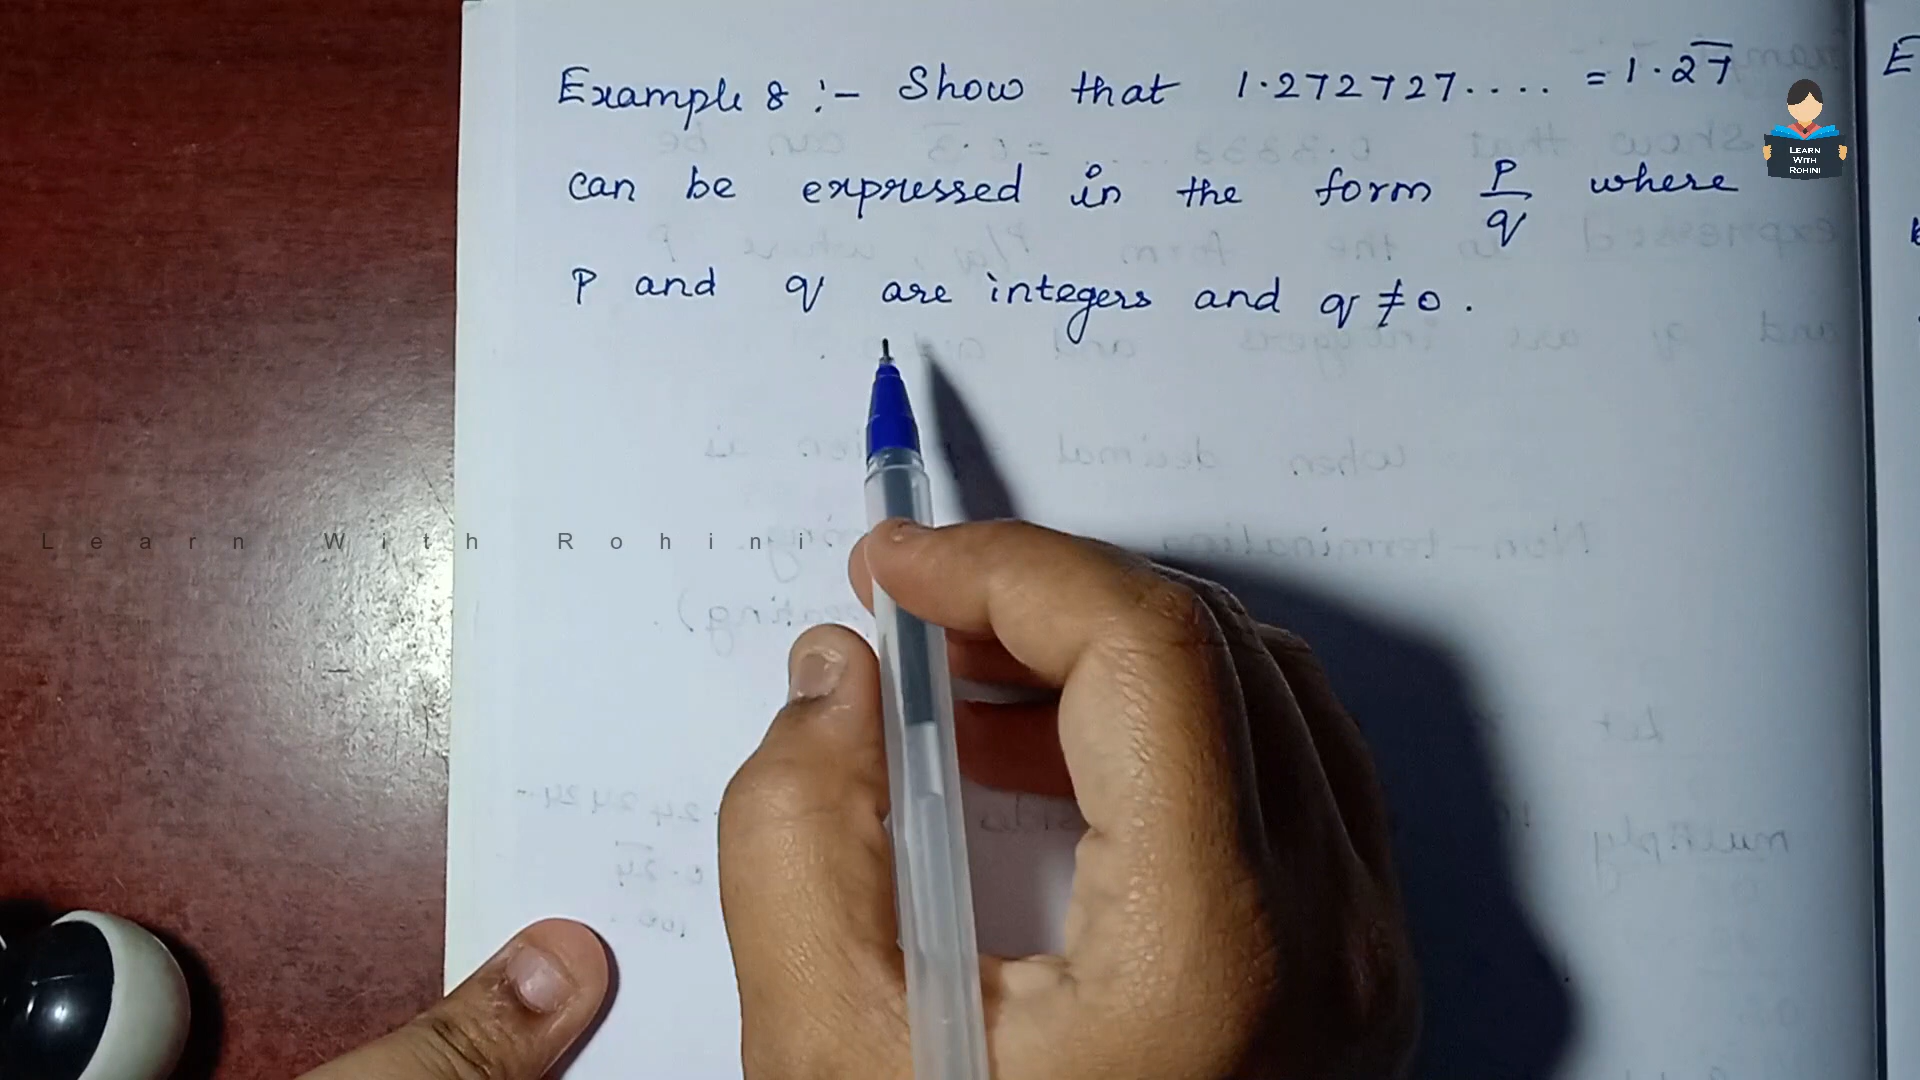 Example 8 :- Show that 1.272727.... = 1.2̅7̅
can be expressed in the form p/q where
p and q are integers and q ≠ 0.
LEARN
WITH
ROHINI
Learn With Rohini